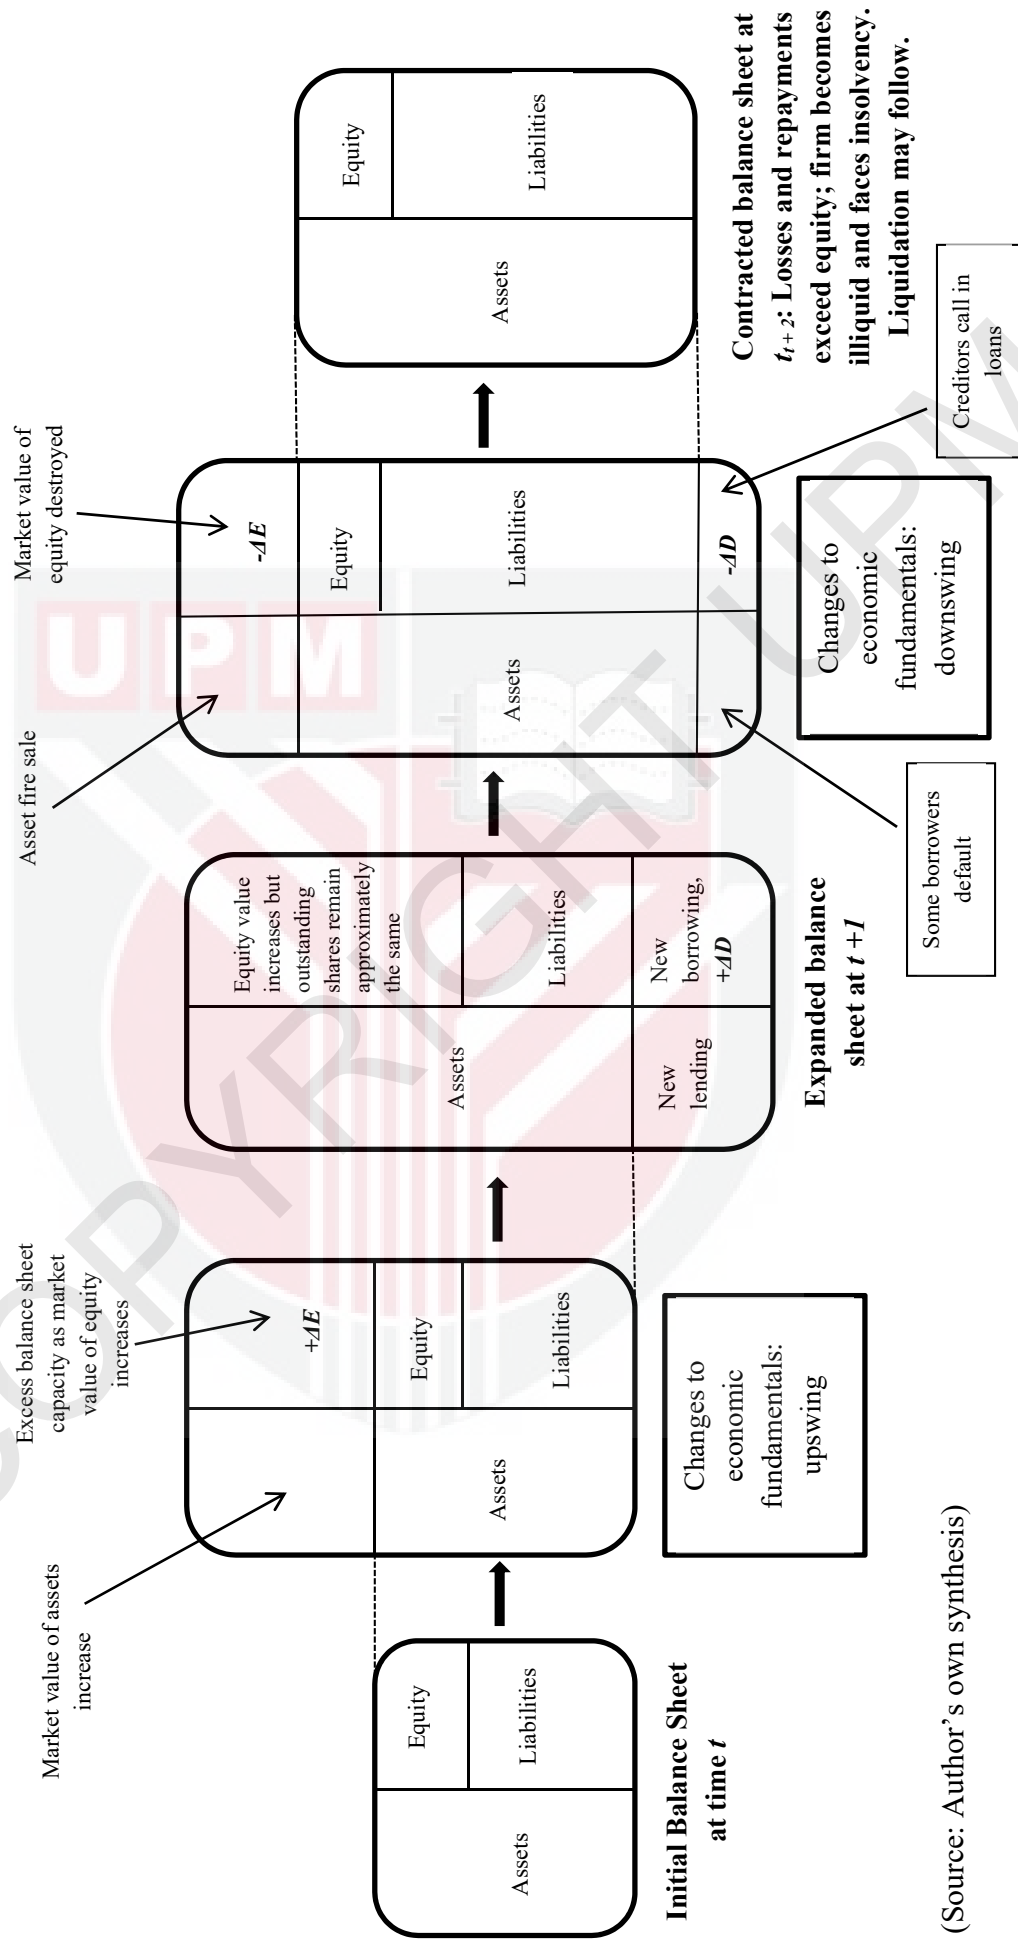 Market value of assets
increase
Excess balance sheet
capacity as market
value of equity
increases
Asset fire sale
Market value of
equity destroyed
Assets
Equity
Liabilities
Initial Balance Sheet
at time t
+ΔE
Assets
Equity
Liabilities
Changes to
economic
fundamentals:
upswing
Assets
Equity value
increases but
outstanding
shares remain
approximately
the same
Liabilities
New
lending
New
borrowing,
+ΔD
Expanded balance
sheet at t +1
-ΔE
Assets
Equity
Liabilities
-ΔD
Changes to
economic
fundamentals:
downswing
Some borrowers
default
Creditors call in
loans
Assets
Equity
Liabilities
Contracted balance sheet at
tt+ 2: Losses and repayments
exceed equity; firm becomes
illiquid and faces insolvency.
Liquidation may follow.
(Source: Author's own synthesis)
UPM
COPYRIGHT UPM